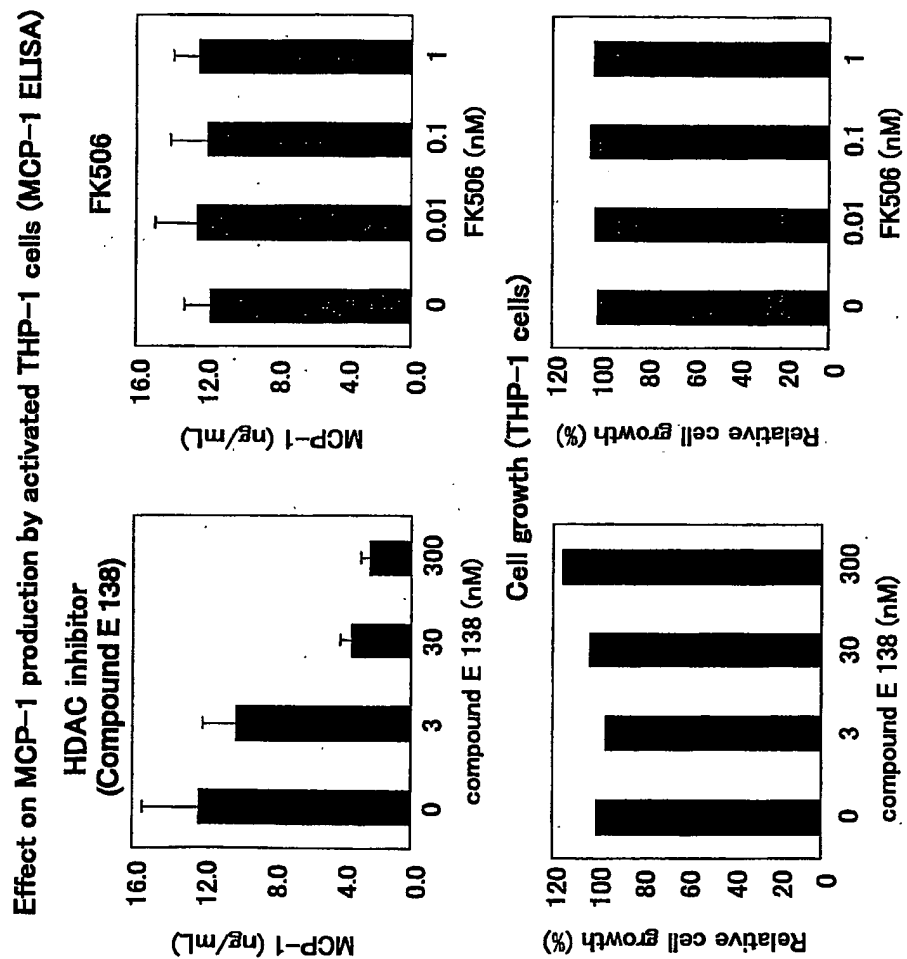 Effect on MCP-1 production by activated THP-1 cells (MCP-1 ELISA)
HDAC inhibitor
(Compound E 138)
MCP-1 (ng/mL)
16.0
12.0
8.0
4.0
0.0
0 3 30 300
compound E 138 (nM)
FK506
MCP-1 (ng/mL)
16.0
12.0
8.0
4.0
0.0
0 0.01 0.1 1
FK506 (nM)
Cell growth (THP-1 cells)
Relative cell growth
(%)
120
100
80
60
40
20
0
0 3 30 300
compound E 138 (nM)
Relative cell growth
(%)
120
100
80
60
40
20
0
0 0.01 0.1 1
FK506 (nM)